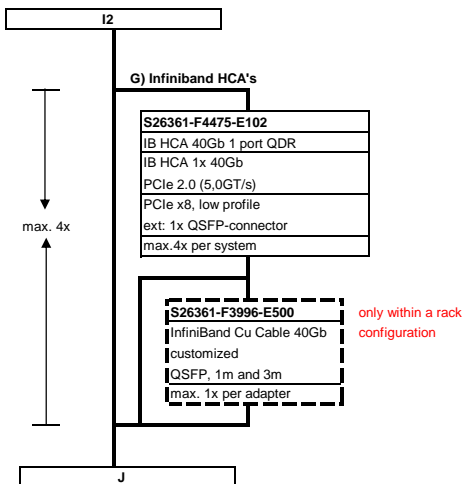 I2
G) Infiniband HCA's
S26361-F4475-E102
IB HCA 40Gb 1 port QDR
IB HCA 1x 40Gb
PCIe 2.0 (5,0GT/s)
PCIe x8, low profile
ext: 1x QSFP-connector
max.4x per system
max. 4x
S26361-F3996-E500
InfiniBand Cu Cable 40Gb
customized
QSFP, 1m and 3m
max. 1x per adapter
only within a rack
configuration
J